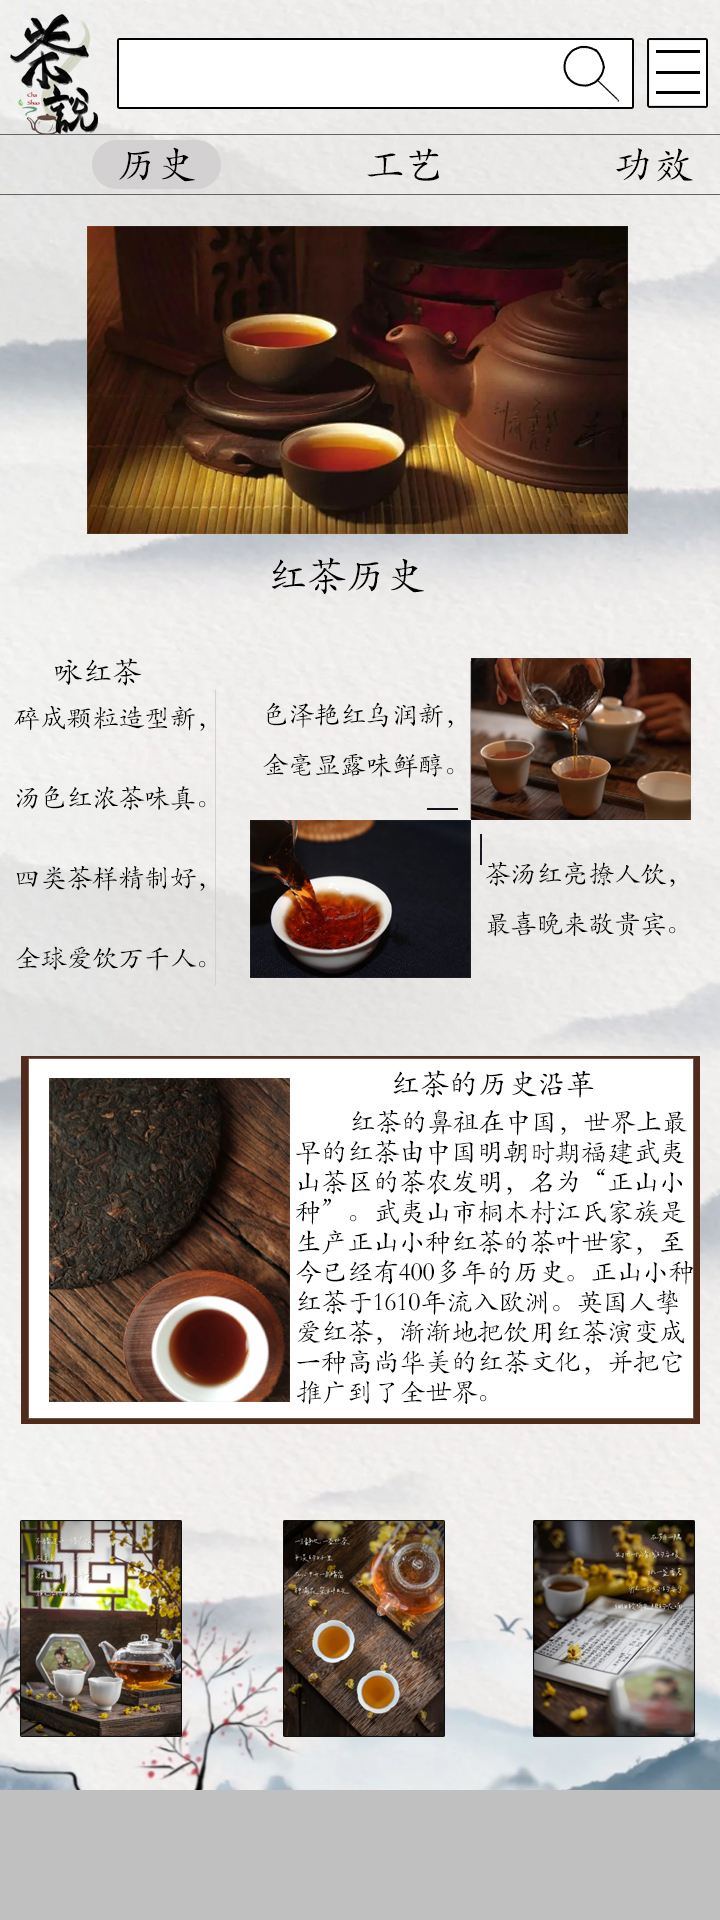 茶說
Cha
Shuo
历史
工艺
功效
红茶历史
咏红茶
碎成颗粒造型新，
汤色红浓茶味真。
四类茶样精制好，
全球爱饮万千人。
色泽艳红乌润新，
金毫显露味鲜醇。
茶汤红亮撩人饮，
最喜晚来敬贵宾。
红茶的历史沿革
红茶的鼻祖在中国，世界上最
早的红茶由中国明朝时期福建武夷
山茶区的茶农发明，名为“正山小
种”。武夷山市桐木村江氏家族是
生产正山小种红茶的茶叶世家，至
今已经有400多年的历史。正山小种
红茶于1610年流入欧洲。英国人挚
爱红茶，渐渐地把饮用红茶演变成
一种高尚华美的红茶文化，并把它
推广到了全世界。